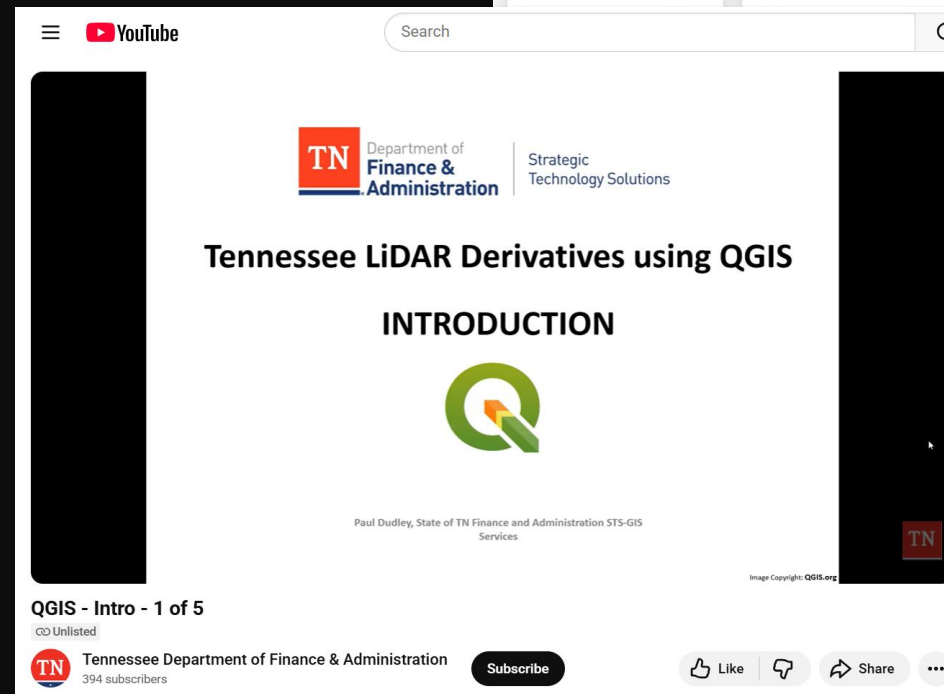 YouTube
Search
TN
Department of
Finance &
Administration
Strategic
Technology Solutions
Tennessee LiDAR Derivatives using QGIS
INTRODUCTION
Paul Dudley, State of TN Finance and Administration STS-GIS
Services
TN
Image Copyright: QGIS.org
QGIS - Intro - 1 of 5
Unlisted
TN
Tennessee Department of Finance & Administration
394 subscribers
Subscribe
Like
Share